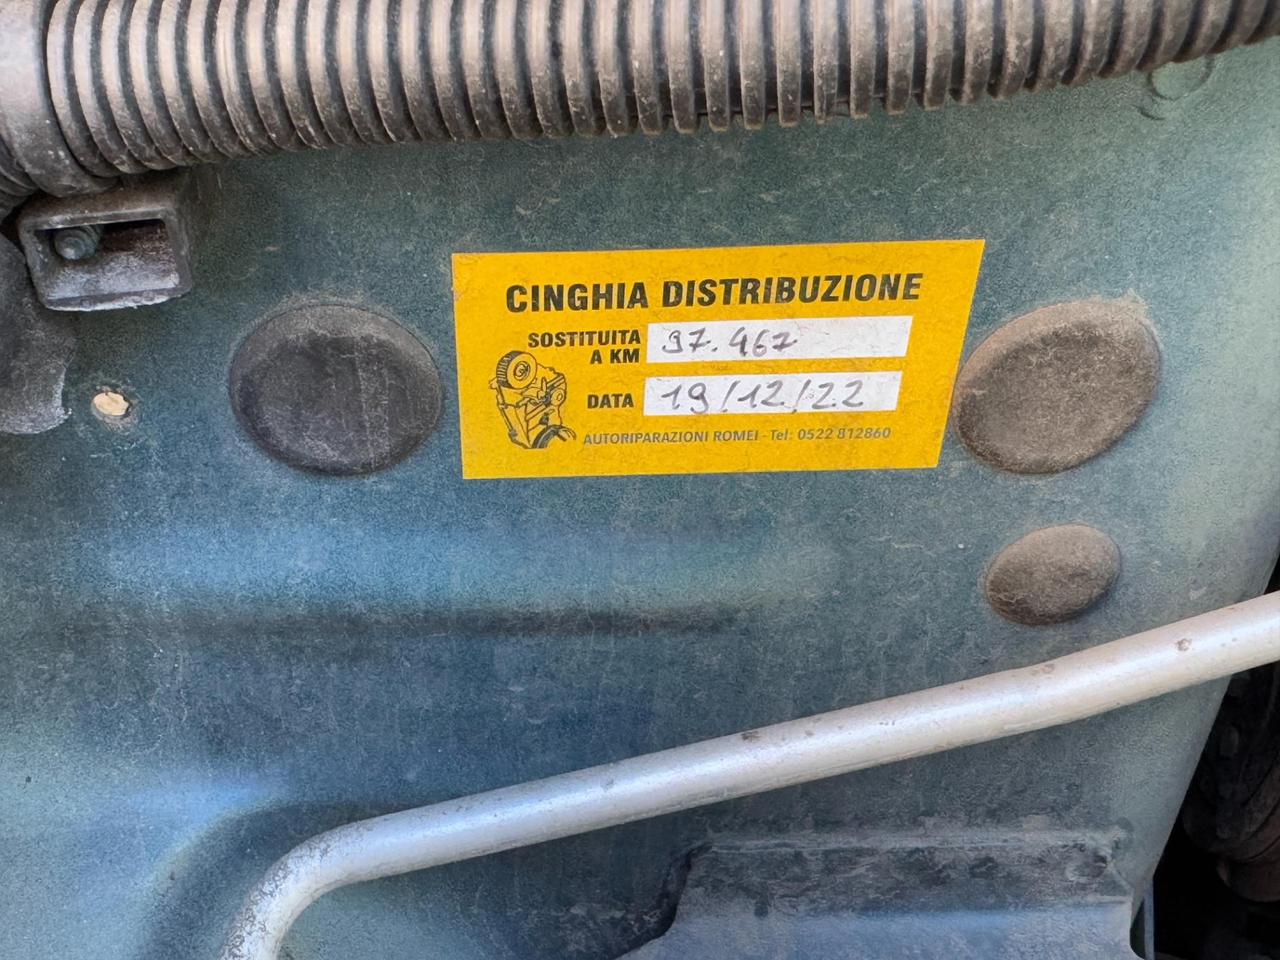 CINGHIA DISTRIBUZIONE
SOSTITUITA
A KM 97.467
DATA 19/12/22
AUTORIPARAZIONI ROMEI - Tel: 0522 812860